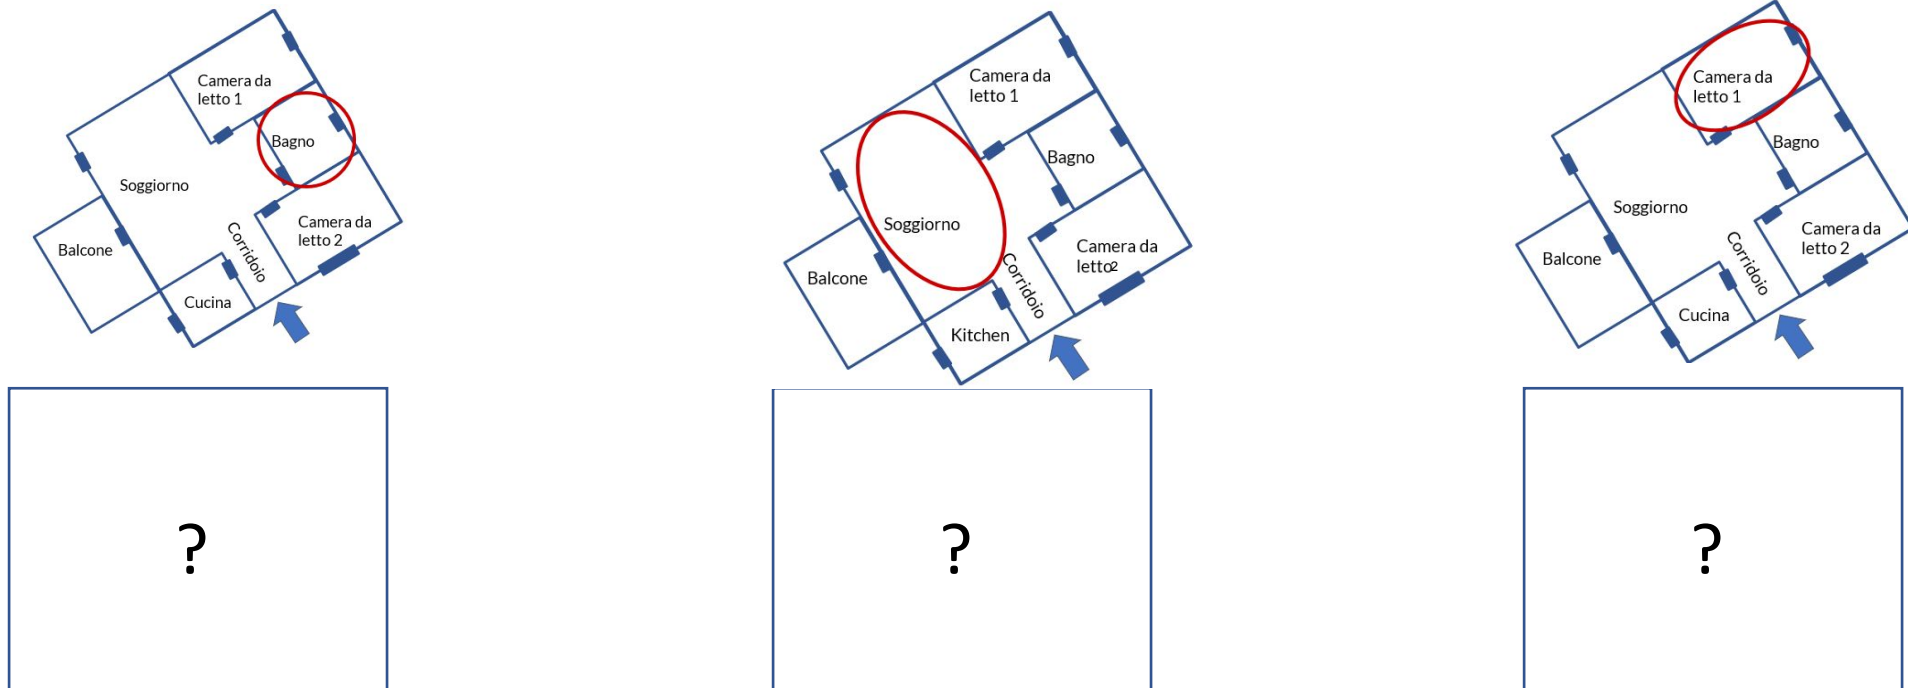 Camera da
letto 1
Bagno
Soggiorno
Camera da
letto 2
Corridoio
Balcone
Cucina
?
Camera da
letto 1
Bagno
Soggiorno
Camera da
letto2
Corridoio
Balcone
Kitchen
?
Camera da
letto 1
Bagno
Soggiorno
Camera da
letto 2
Corridoio
Balcone
Cucina
?